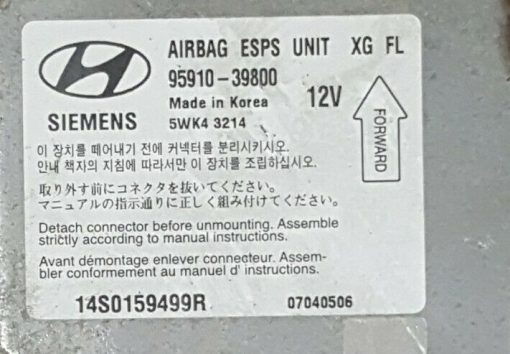 AIRBAG ESPS UNIT XG FL
95910-39800
Made in Korea 12V
SIEMENS 5WK4 3214
FORWARD
이 장치를 떼어내기 전에 커넥터를 분리시키시오.
안내 책자의 지침에 따라서만 이 장치를 조립하십시오.
取り外す前にコネクタを抜いてください。
マニュアルの指示通りに正しく組み付けてください。
Detach connector before unmounting. Assemble
strictly according to manual instructions.
Avant démontage enlever connecteur. Assem-
bler conformement au manuel d' instructions.
14S0159499R 07040506